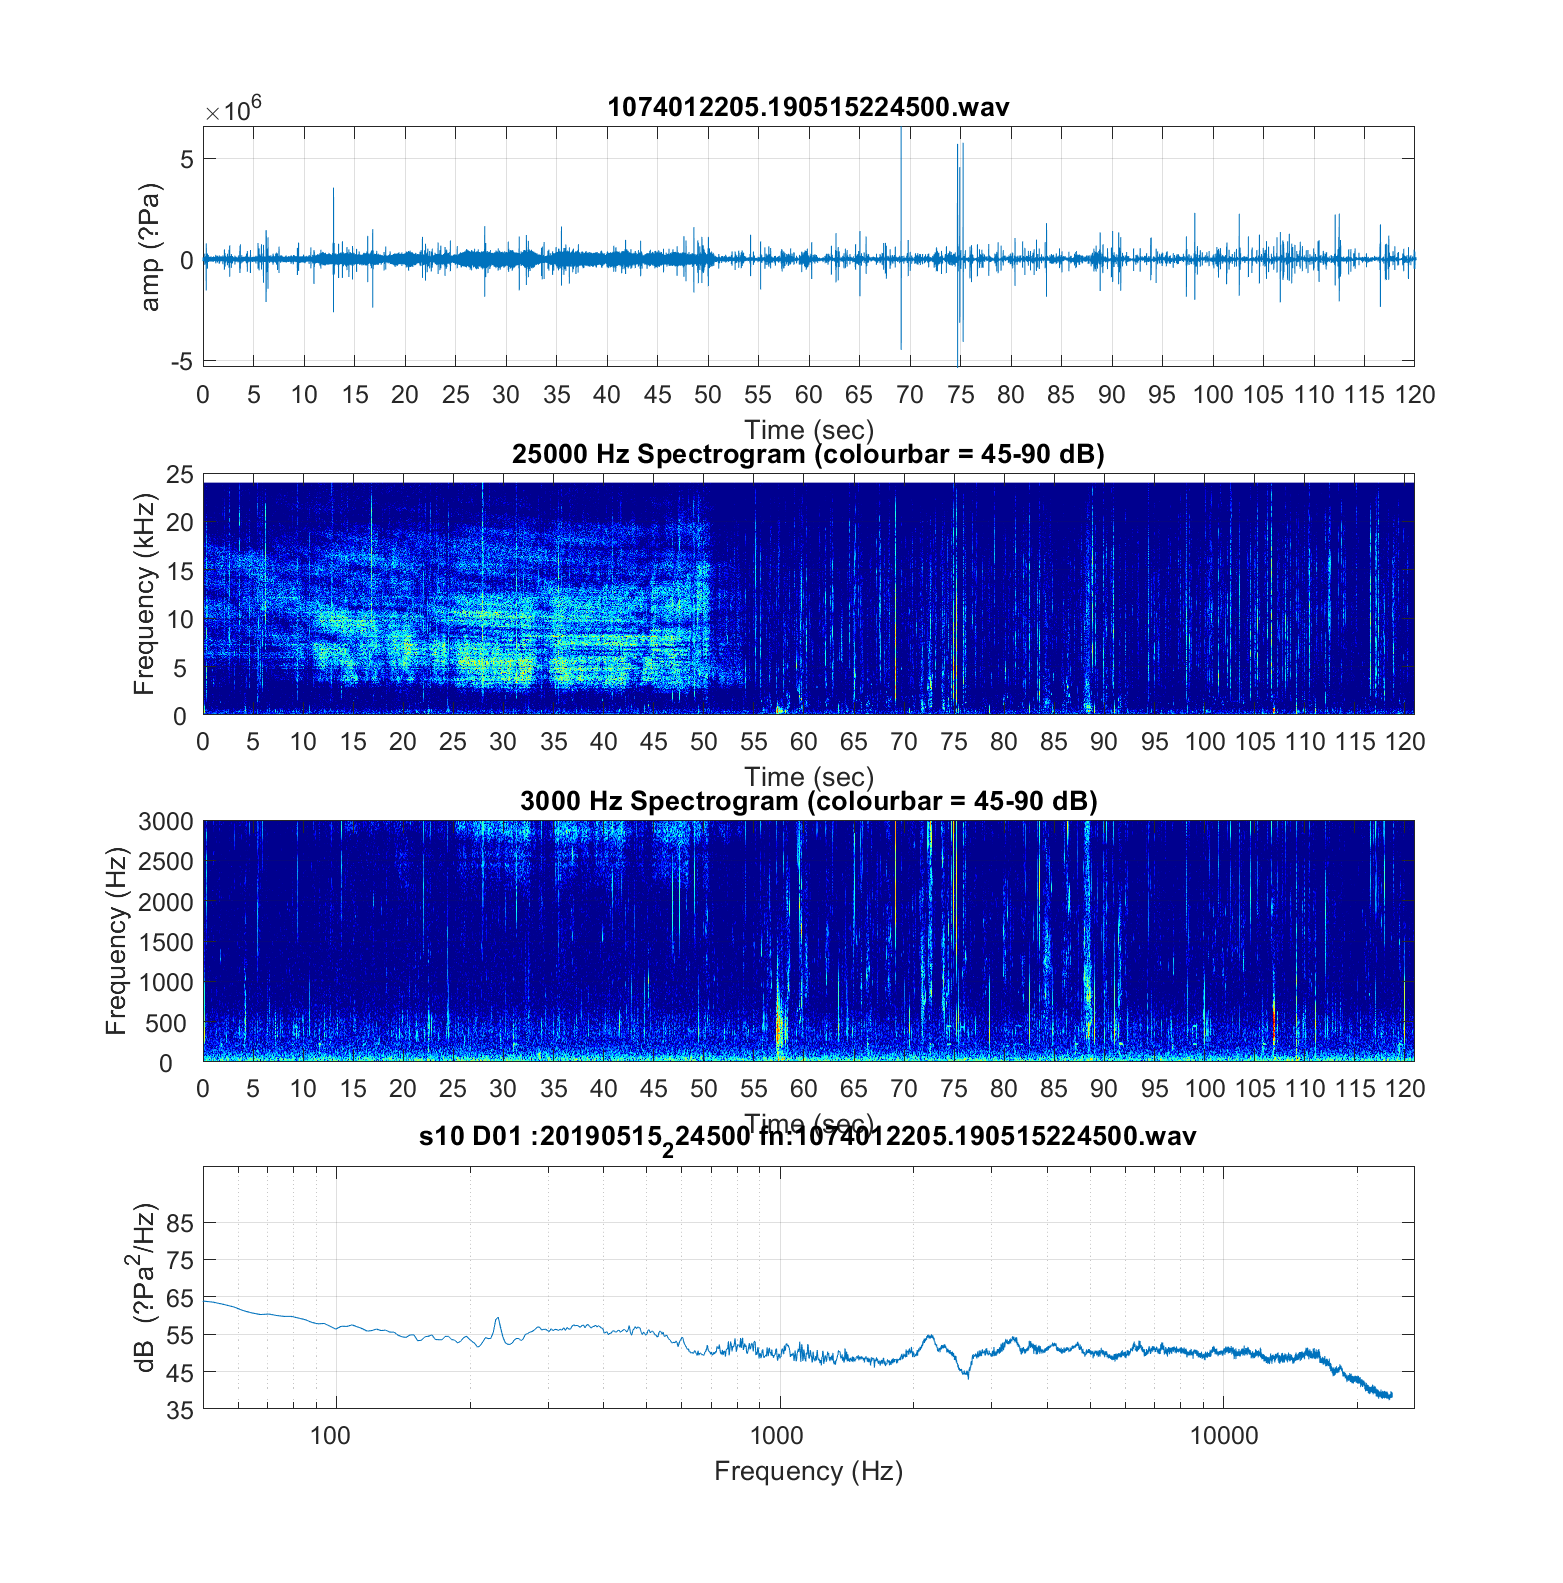 ×10⁶
1074012205.190515224500.wav
5
0
-5
amp (?Pa)
0 5 10 15 20 25 30 35 40 45 50 55 60 65 70 75 80 85 90 95 100 105 110 115 120
Time (sec)
25000 Hz Spectrogram (colourbar = 45-90 dB)
25
20
15
10
5
0
Frequency (kHz)
0 5 10 15 20 25 30 35 40 45 50 55 60 65 70 75 80 85 90 95 100 105 110 115 120
Time (sec)
3000 Hz Spectrogram (colourbar = 45-90 dB)
3000
2500
2000
1500
1000
500
0
Frequency (Hz)
0 5 10 15 20 25 30 35 40 45 50 55 60 65 70 75 80 85 90 95 100 105 110 115 120
Time (sec)
s10 D01 :20190515₂24500 fn:1074012205.190515224500.wav
85
75
65
55
45
35
dB (?Pa²/Hz)
100 1000 10000
Frequency (Hz)